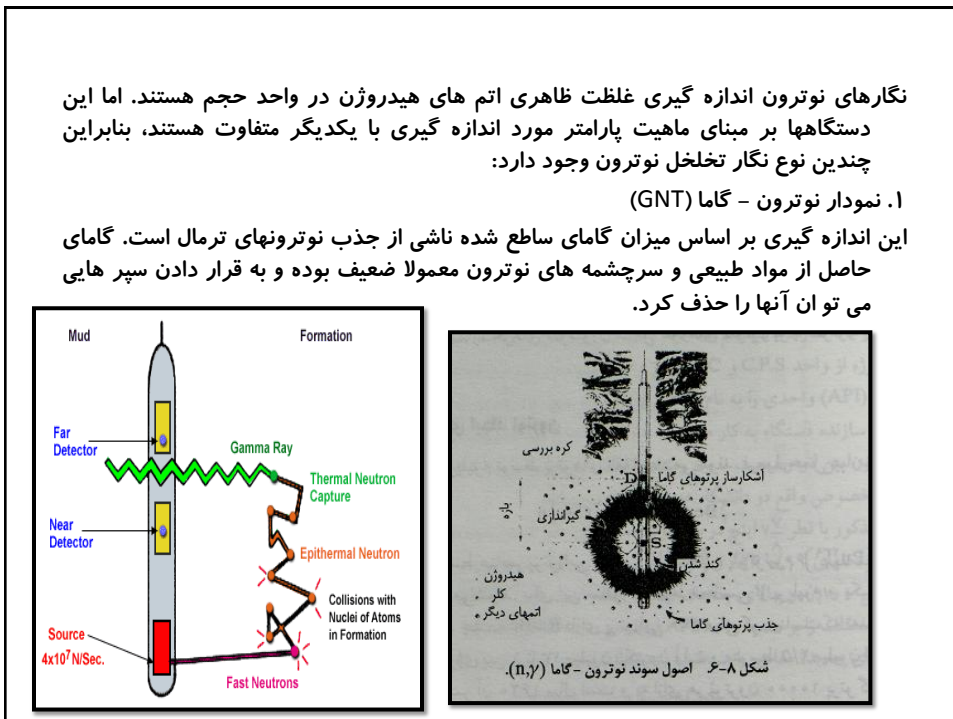 نگارهای نوترون اندازه گیری غلظت ظاهری اتم های هیدروژن در واحد حجم هستند. اما این
دستگاهها بر مبنای ماهیت پارامتر مورد اندازه گیری با یکدیگر متفاوت هستند، بنابراین
چندین نوع نگار تخلخل نوترون وجود دارد:
۱. نمودار نوترون – گاما (GNT)
این اندازه گیری بر اساس میزان گامای ساطع شده ناشی از جذب نوترونهای ترمال است. گامای
حاصل از مواد طبیعی و سرچشمه های نوترون معمولا ضعیف بوده و به قرار دادن سپر هایی
می تو ان آنها را حذف کرد.
Mud
Formation
Far
Detector
Gamma Ray
Thermal Neutron
Capture
Near
Detector
Epithermal Neutron
Collisions with
Nuclei of Atoms
in Formation
Source
4x10⁷ N/Sec.
Fast Neutrons
کره بررسی
آشکارساز پرتوهای گاما
D
گیراندازی
S
کند شدن
هیدروژن
کلر
اتمهای دیگر
جذب پرتوهای گاما
شکل ۸-۶. اصول سوند نوترون - گاما (n,γ).